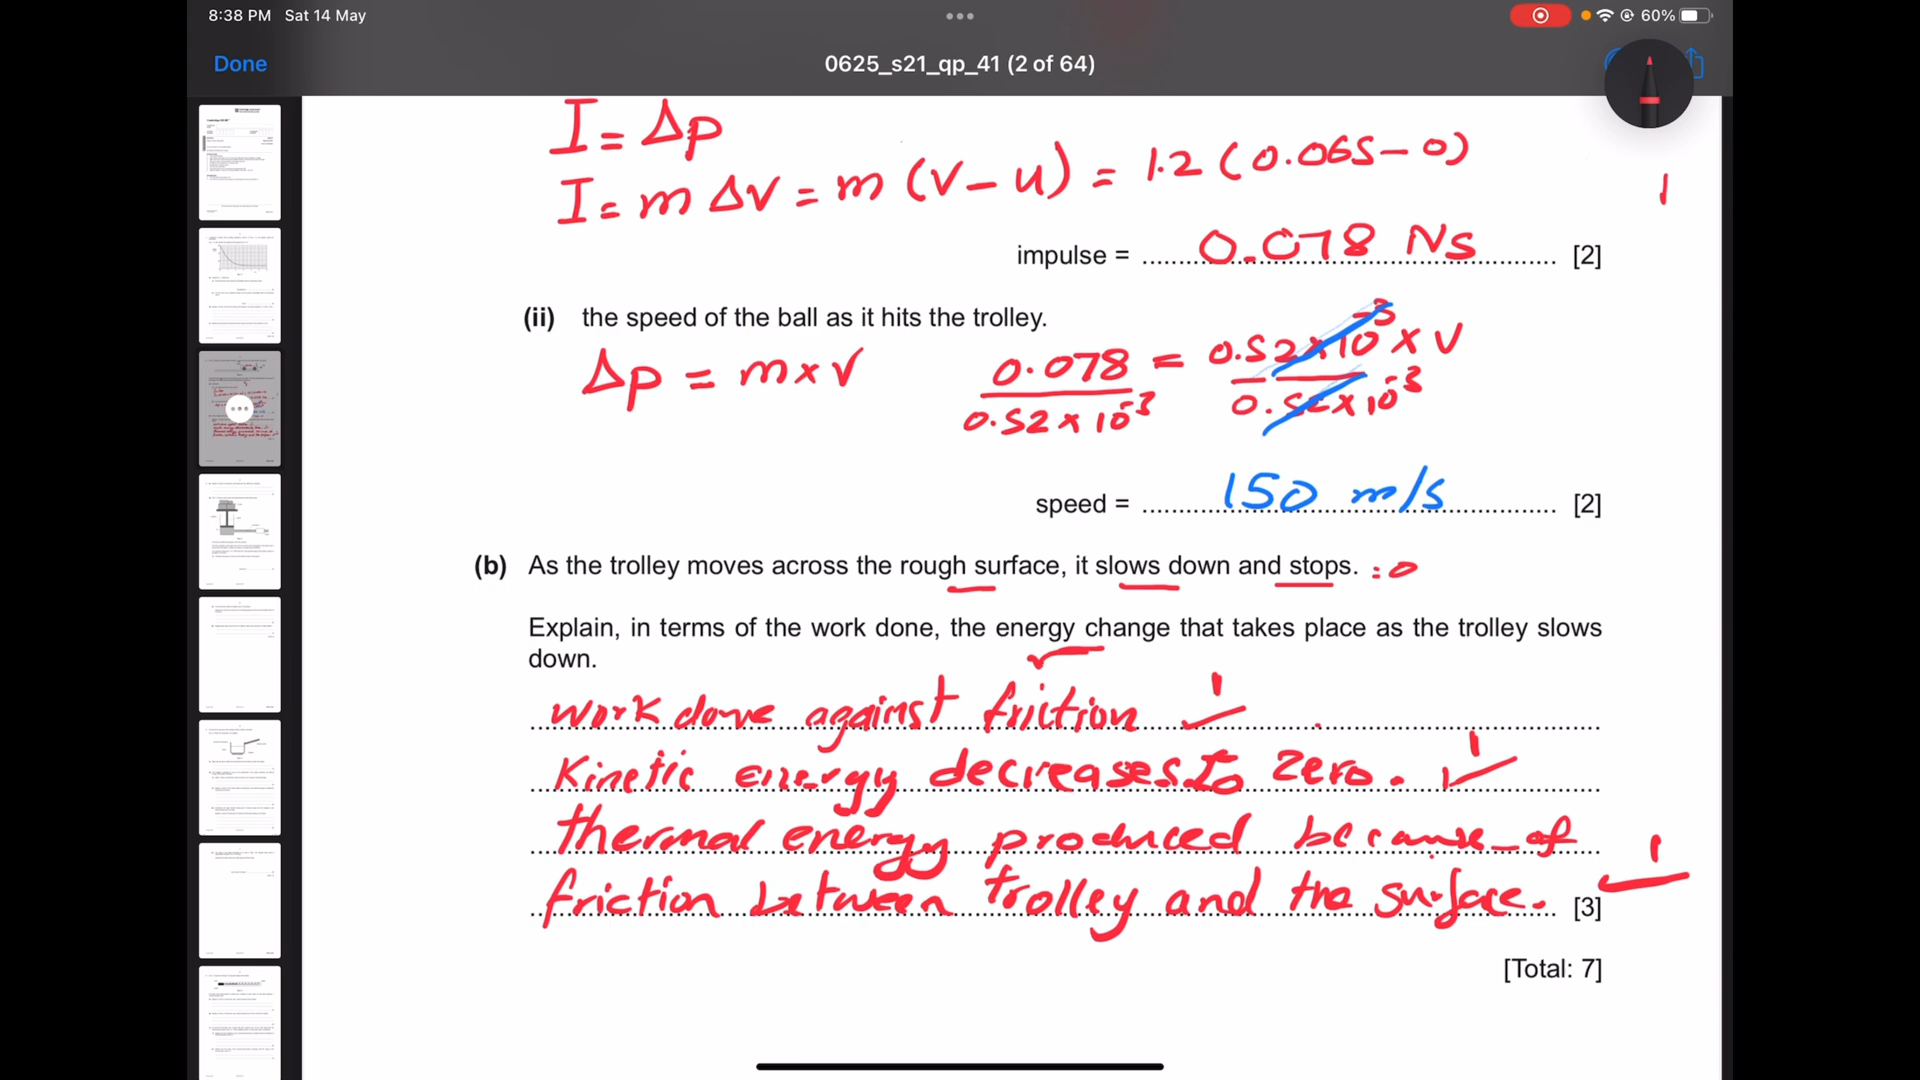 8:38 PM Sat 14 May
60%
Done
0625_s21_qp_41 (2 of 64)
I = Δp
I = m ΔV = m (V - u) = 1.2 (0.065 - 0)
1
impulse = 0.078 Ns [2]
(ii) the speed of the ball as it hits the trolley.
Δp = m x v
0.078 = 0.52 x 10^-3 x V
0.52 x 10^-3 0.52 x 10^-3
speed = 150 m/s [2]
(b) As the trolley moves across the rough surface, it slows down and stops. = 0
Explain, in terms of the work done, the energy change that takes place as the trolley slows
down.
work done against friction ✓ 1
Kinetic energy decreases to zero. ✓ 1
thermal energy produced because of
friction between trolley and the surface. [3] 1
[Total: 7]